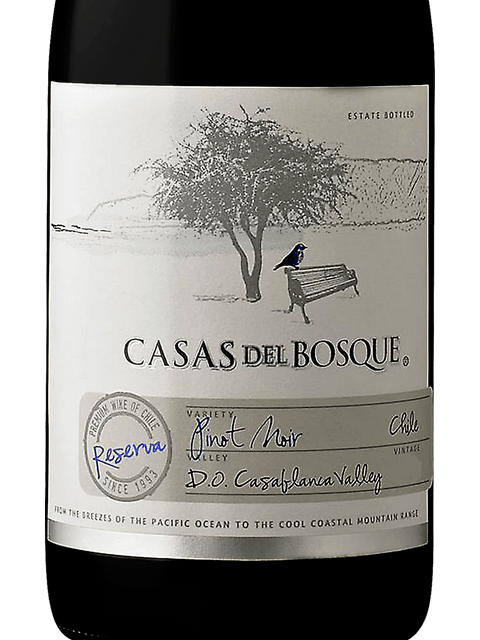 ESTATE BOTTLED
CASAS DEL BOSQUE®
PREMIUM WINE OF CHILE
Reserva
SINCE 1993
VARIETY
Pinot Noir
Chile
VALLEY
VINTAGE
D.O. Casablanca Valley
FROM THE BREEZES OF THE PACIFIC OCEAN TO THE COOL COASTAL MOUNTAIN RANGE